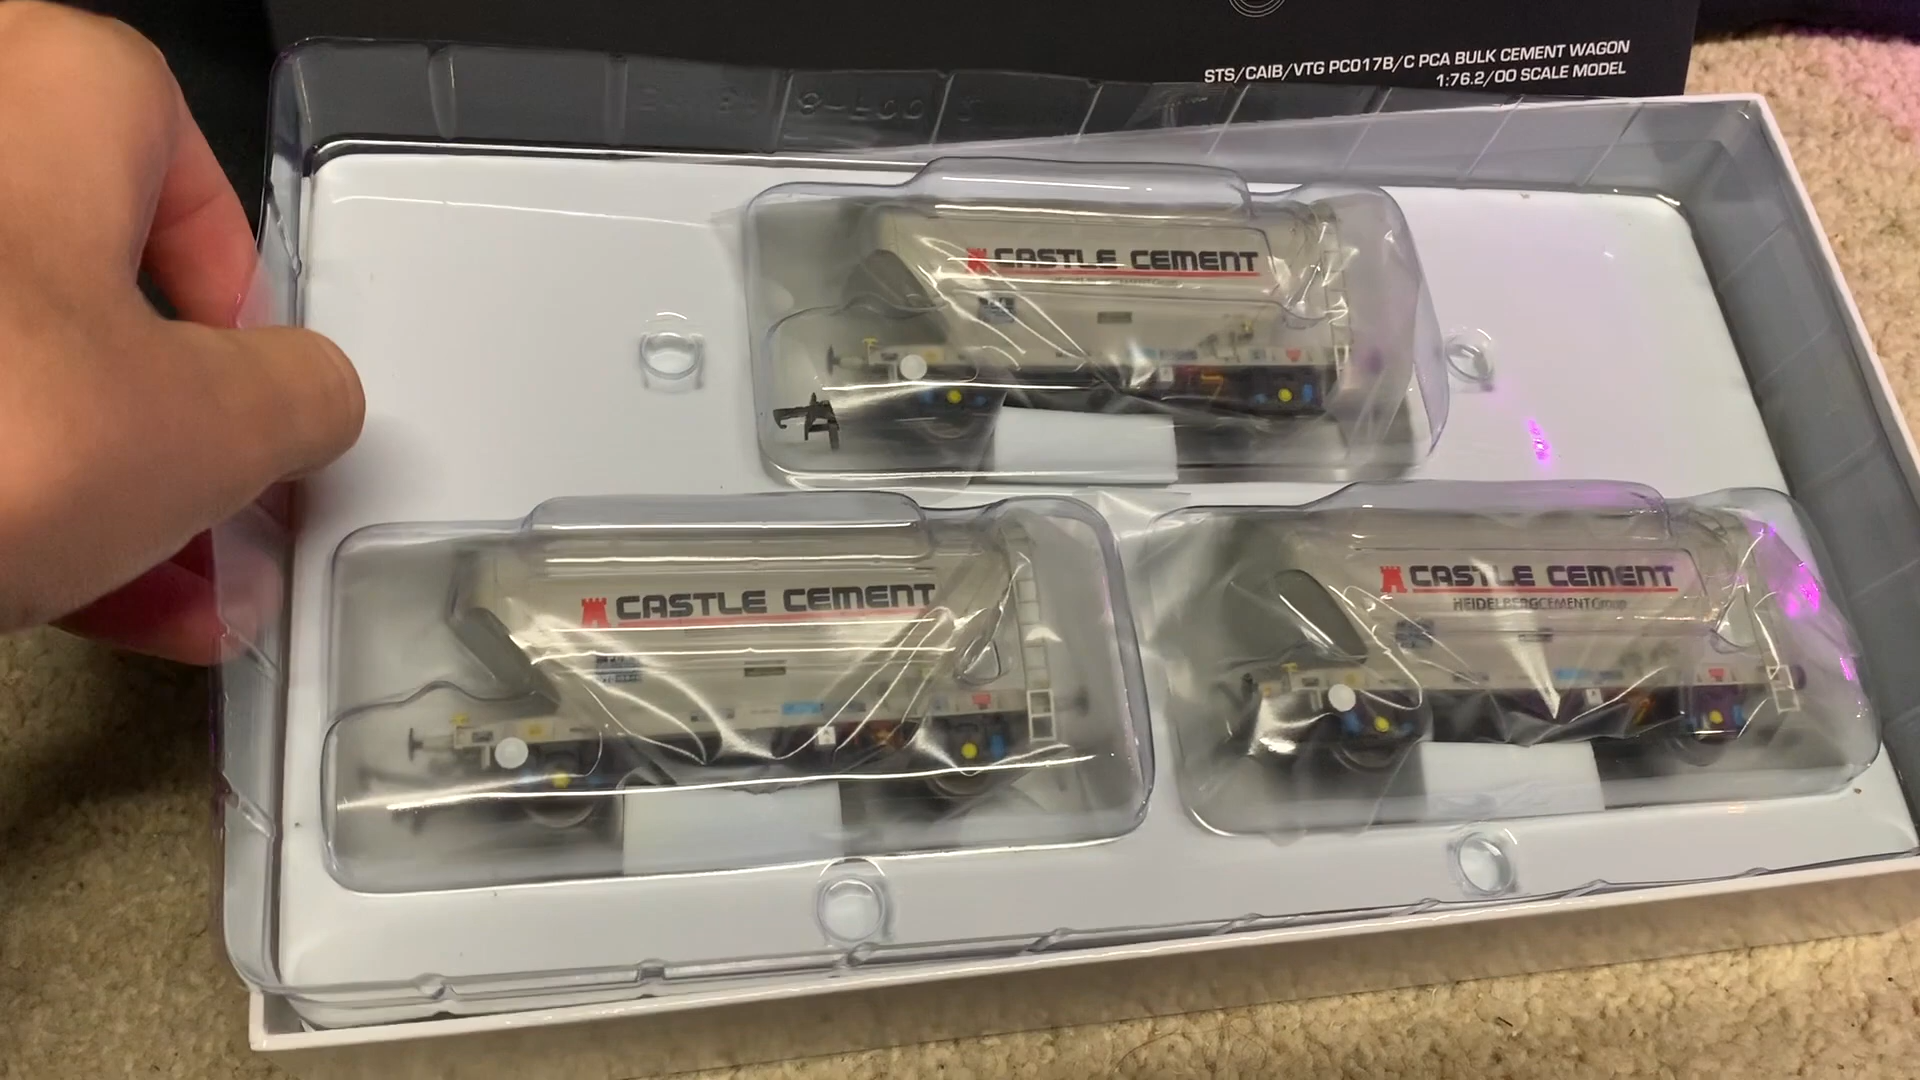 STS/CAIB/VTG PC017B/C PCA BULK CEMENT WAGON
1:76.2/00 SCALE MODEL
CASTLE CEMENT
CASTLE CEMENT
CASTLE CEMENT
HEIDELBERGCEMENT Group